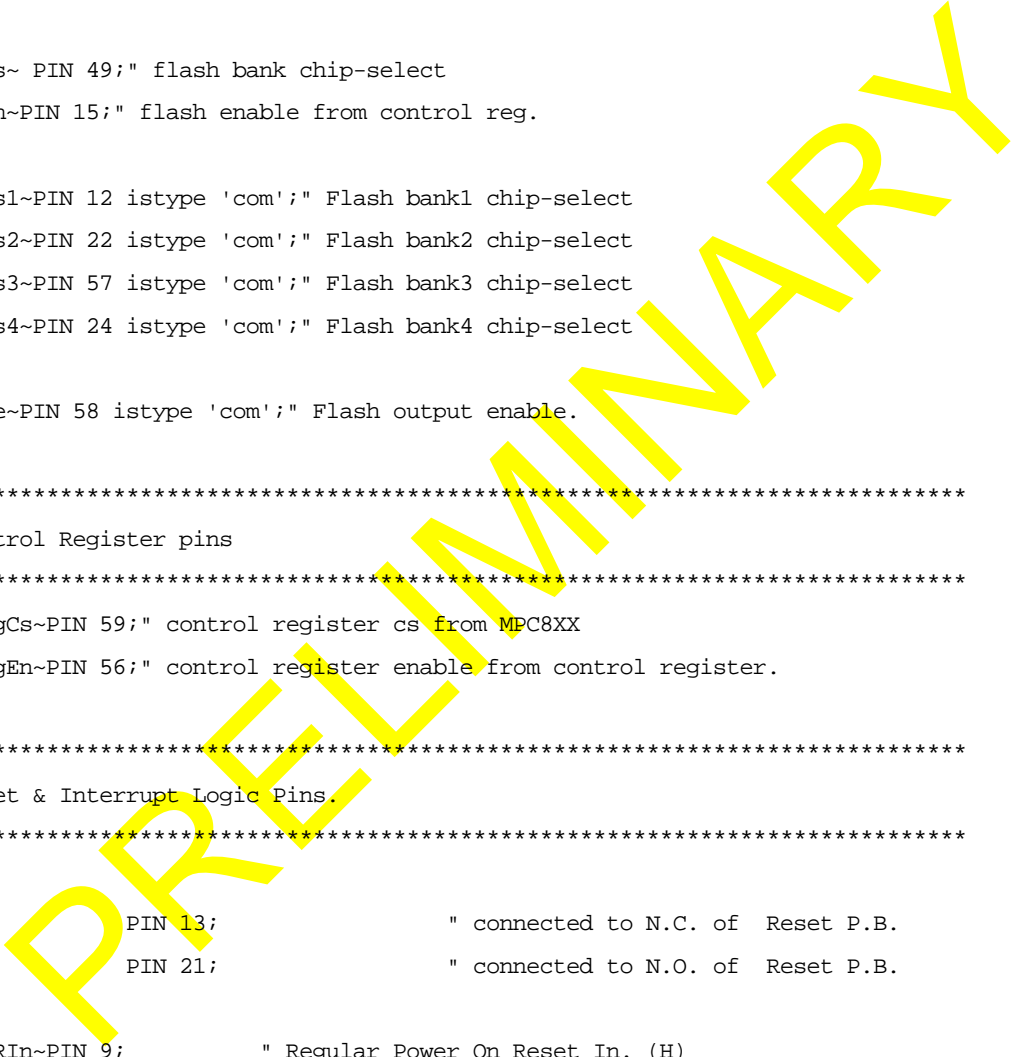 s~ PIN 49;" flash bank chip-select
n~PIN 15;" flash enable from control reg.
s1~PIN 12 istype 'com';" Flash bank1 chip-select
s2~PIN 22 istype 'com';" Flash bank2 chip-select
s3~PIN 57 istype 'com';" Flash bank3 chip-select
s4~PIN 24 istype 'com';" Flash bank4 chip-select
e~PIN 58 istype 'com';" Flash output enable.
*************************************************************************
trol Register pins
*************************************************************************
gCs~PIN 59;" control register cs from MPC8XX
gEn~PIN 56;" control register enable from control register.
*************************************************************************
et & Interrupt Logic Pins.
*************************************************************************
PIN 13; " connected to N.C. of Reset P.B.
PIN 21; " connected to N.O. of Reset P.B.
RIn~PIN 9; " Regular Power On Reset In. (H)
PRELIMINARY